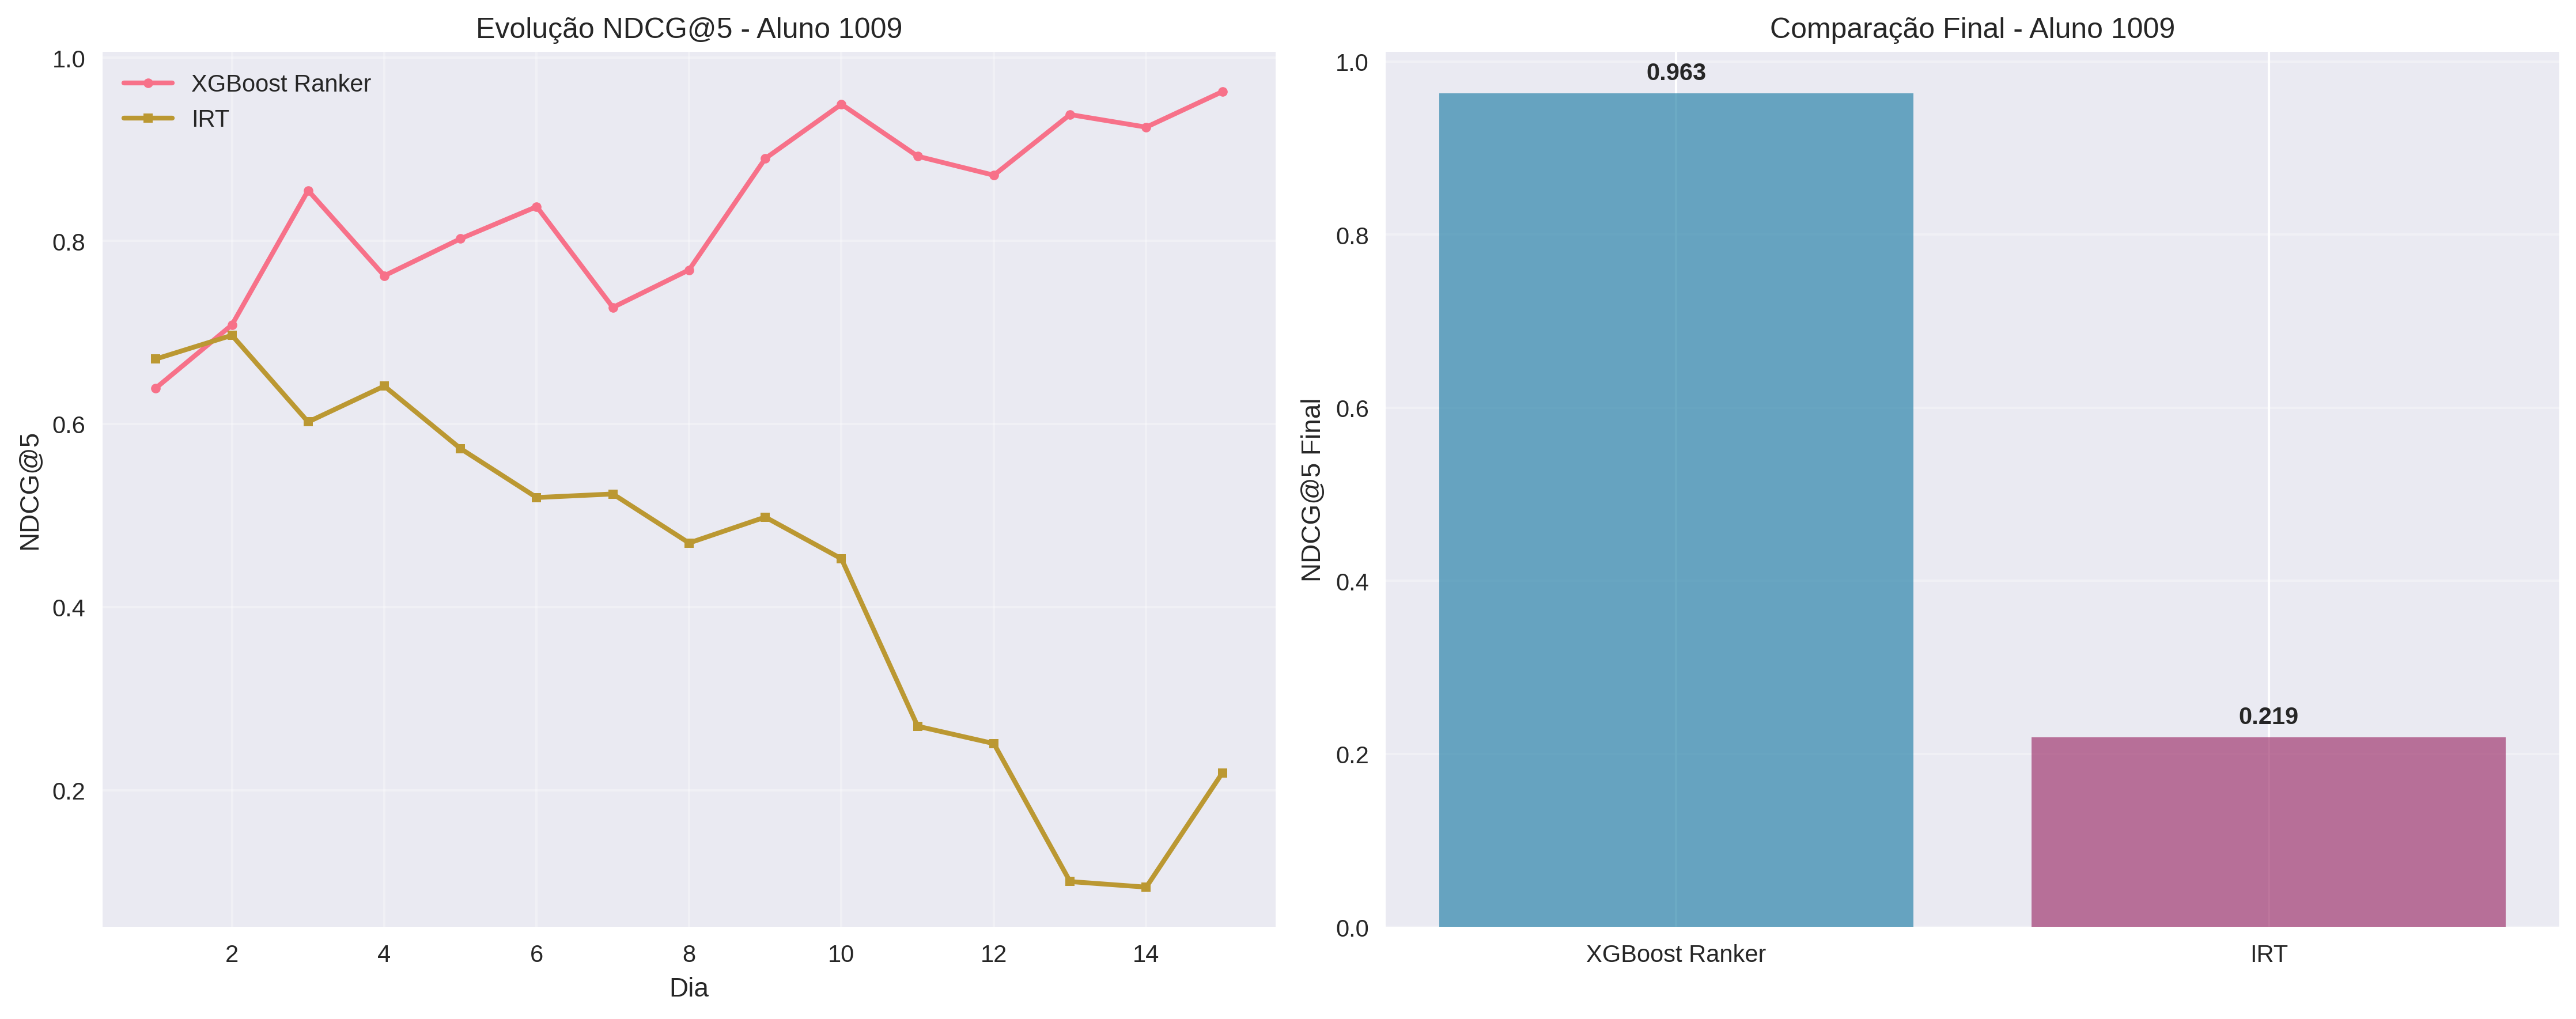 Evolução NDCG@5 - Aluno 1009
XGBoost Ranker
IRT
1.0
0.8
0.6
0.4
0.2
NDCG@5
2 4 6 8 10 12 14
Dia
Comparação Final - Aluno 1009
1.0
0.8
0.6
0.4
0.2
0.0
NDCG@5 Final
0.963
0.219
XGBoost Ranker IRT